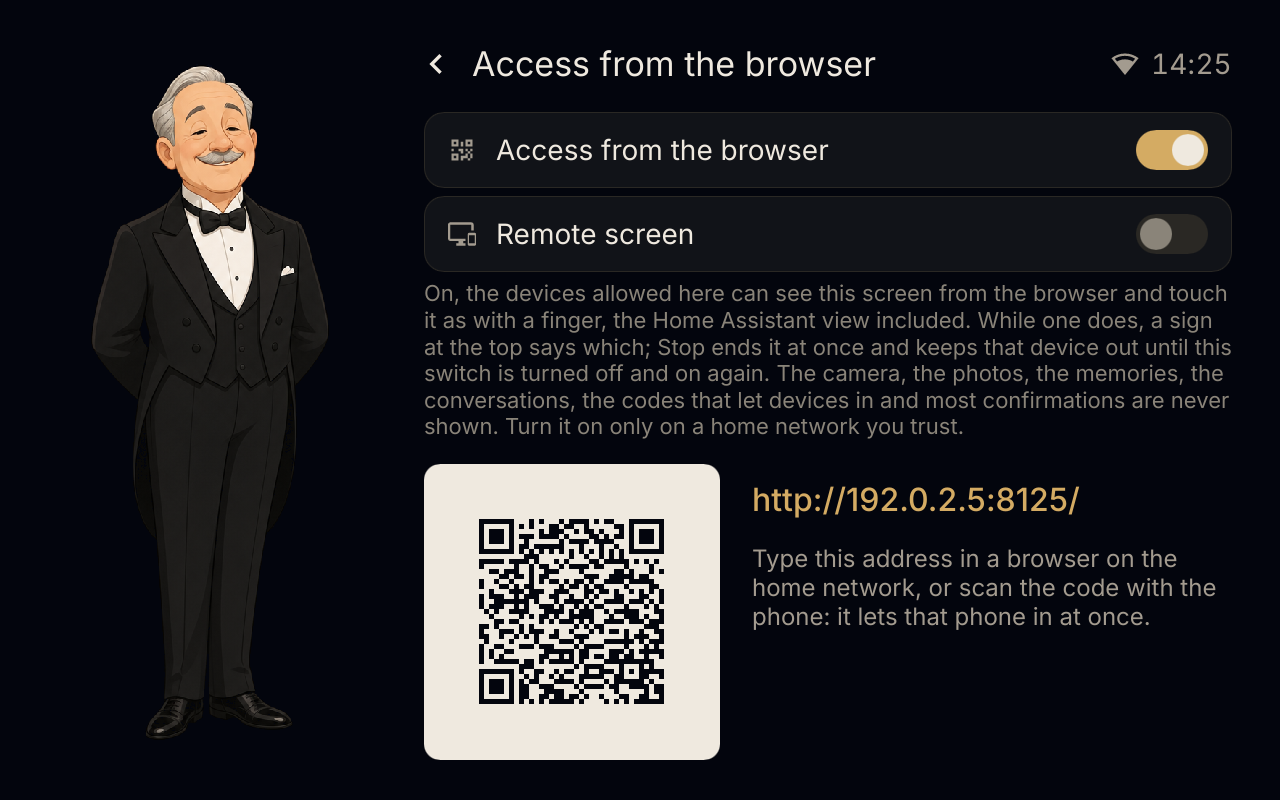 Access from the browser
14:25
Access from the browser
Remote screen
On, the devices allowed here can see this screen from the browser and touch
it as with a finger, the Home Assistant view included. While one does, a sign
at the top says which; Stop ends it at once and keeps that device out until this
switch is turned off and on again. The camera, the photos, the memories, the
conversations, the codes that let devices in and most confirmations are never
shown. Turn it on only on a home network you trust.
http://192.0.2.5:8125/
Type this address in a browser on the
home network, or scan the code with the
phone: it lets that phone in at once.